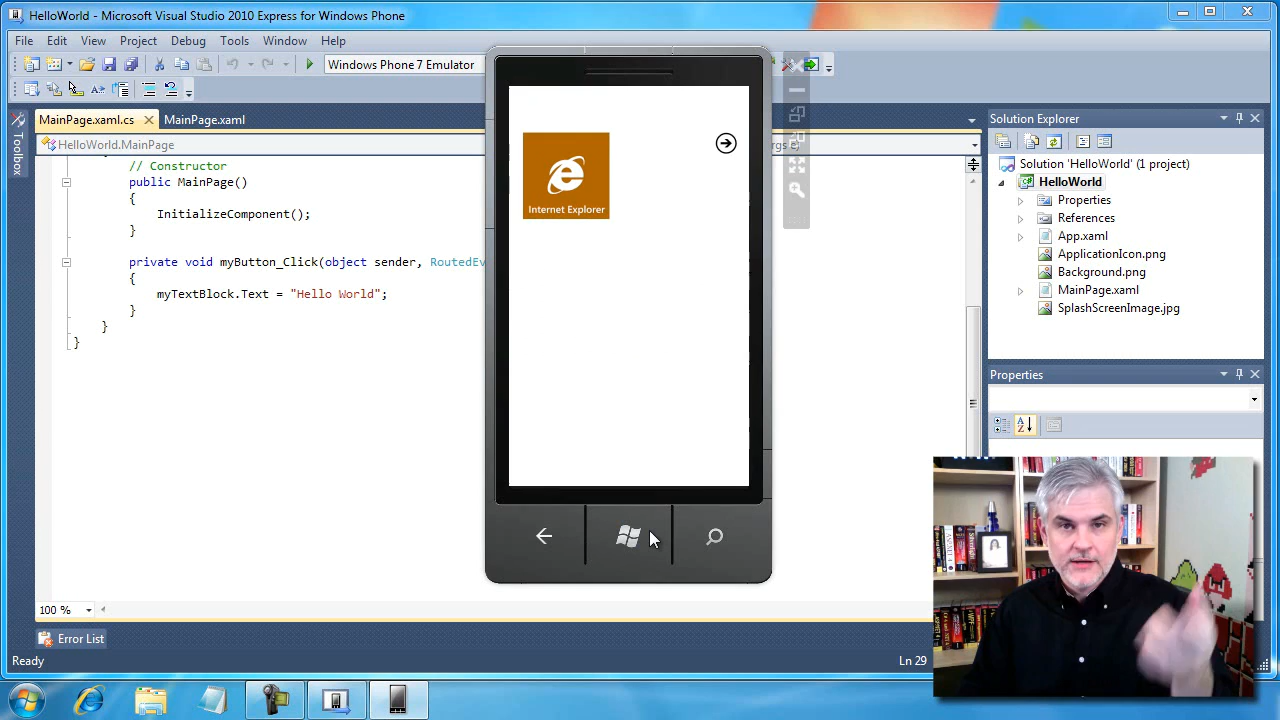 HelloWorld - Microsoft Visual Studio 2010 Express for Windows Phone
File Edit View Project Debug Tools Window Help
Windows Phone 7 Emulator
MainPage.xaml.cs MainPage.xaml
HelloWorld.MainPage
Toolbox
// Constructor
public MainPage()
{
InitializeComponent();
}
private void myButton_Click(object sender, RoutedEv
{
myTextBlock.Text = "Hello World";
}
}
}
100 %
Error List
Ready
Ln 29
Internet Explorer
Solution Explorer
Solution 'HelloWorld' (1 project)
HelloWorld
Properties
References
App.xaml
ApplicationIcon.png
Background.png
MainPage.xaml
SplashScreenImage.jpg
Properties